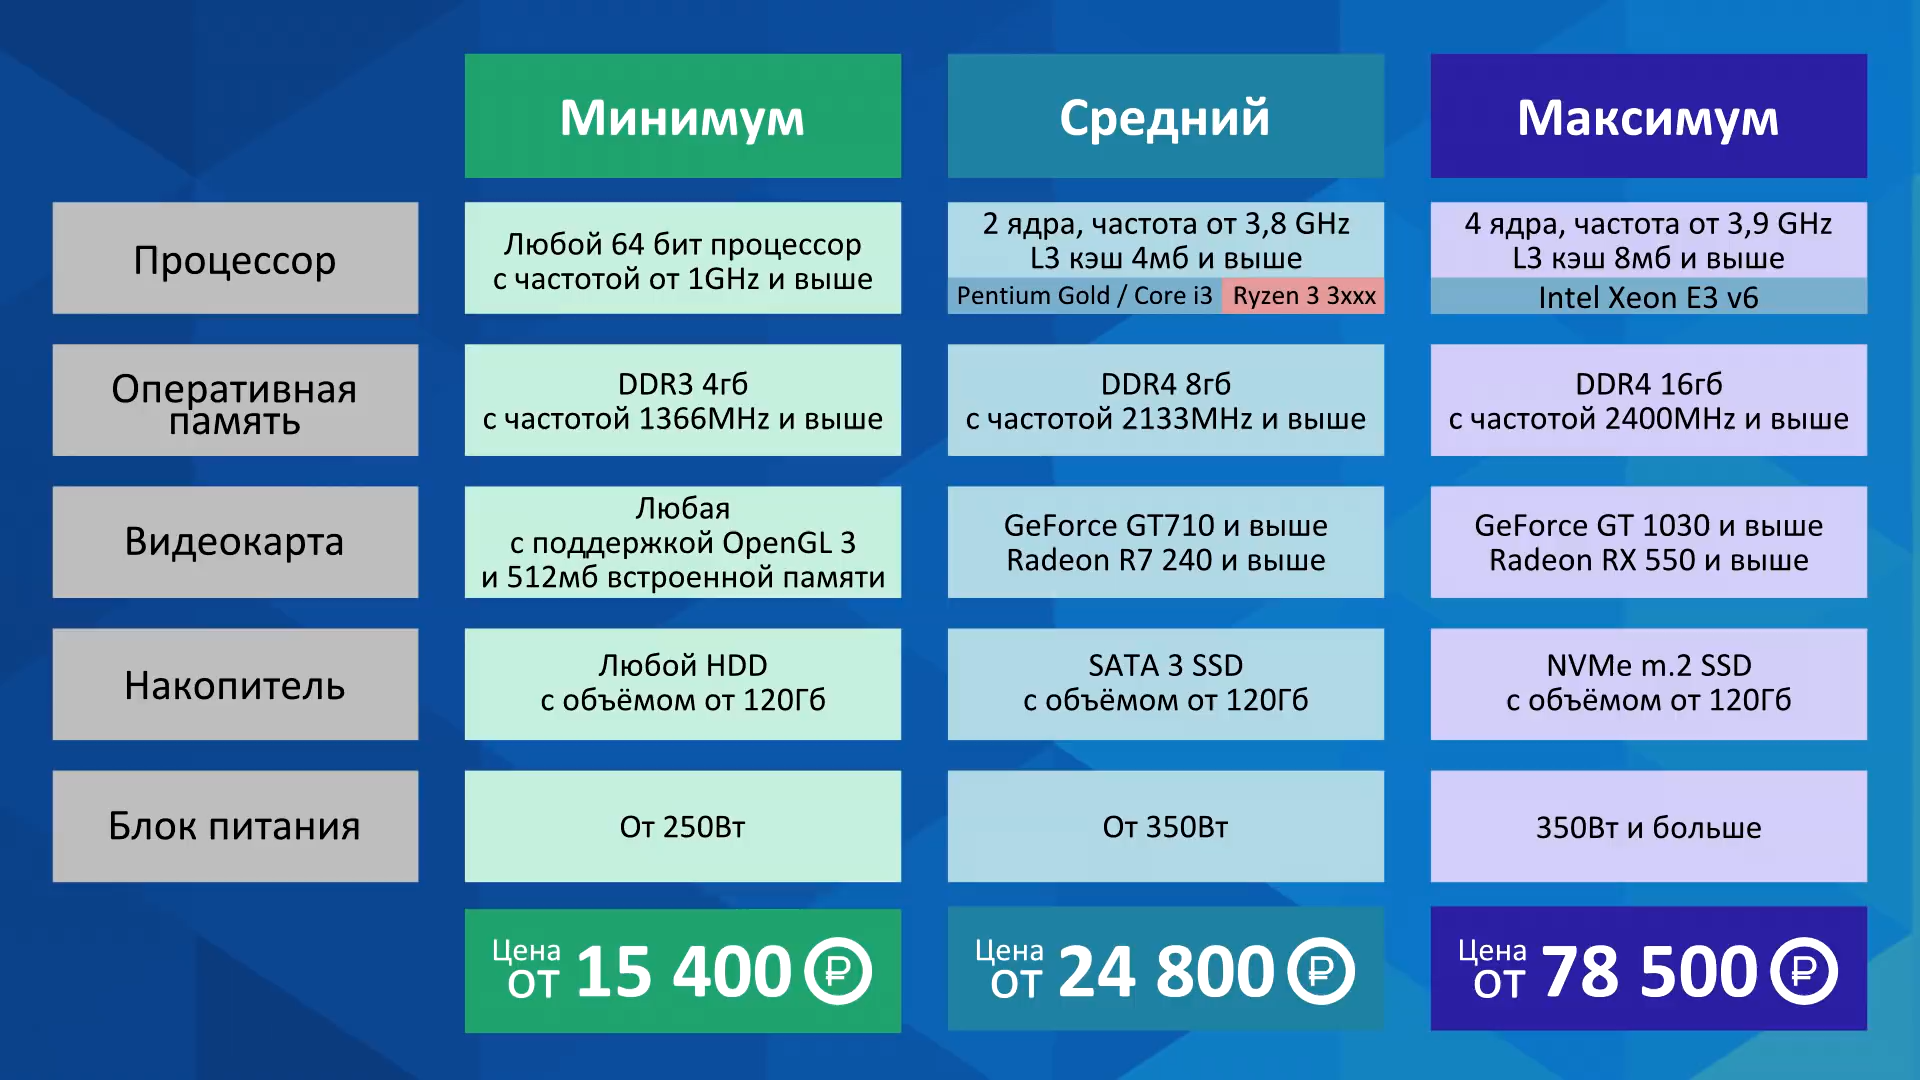 Минимум
Средний
Максимум
Процессор
Любой 64 бит процессор
с частотой от 1GHz и выше
2 ядра, частота от 3,8 GHz
L3 кэш 4мб и выше
Pentium Gold / Core i3
Ryzen 3 3xxx
4 ядра, частота от 3,9 GHz
L3 кэш 8мб и выше
Intel Xeon E3 v6
Оперативная
память
DDR3 4гб
с частотой 1366MHz и выше
DDR4 8гб
с частотой 2133MHz и выше
DDR4 16гб
с частотой 2400MHz и выше
Видеокарта
Любая
с поддержкой OpenGL 3
и 512мб встроенной памяти
GeForce GT710 и выше
Radeon R7 240 и выше
GeForce GT 1030 и выше
Radeon RX 550 и выше
Накопитель
Любой HDD
с объёмом от 120Гб
SATA 3 SSD
с объёмом от 120Гб
NVMe m.2 SSD
с объёмом от 120Гб
Блок питания
От 250Вт
От 350Вт
350Вт и больше
Цена от 15 400 ₽
Цена от 24 800 ₽
Цена от 78 500 ₽